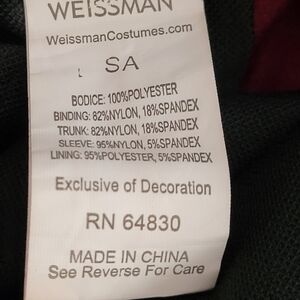 WEISSMAN
WeissmanCostumes.com
SA
BODICE: 100%POLYESTER
BINDING: 82%NYLON, 18%SPANDEX
TRUNK: 82%NYLON, 18%SPANDEX
SLEEVE: 95%NYLON, 5%SPANDEX
LINING: 95%POLYESTER, 5%SPANDEX
Exclusive of Decoration
RN 64830
MADE IN CHINA
See Reverse For Care